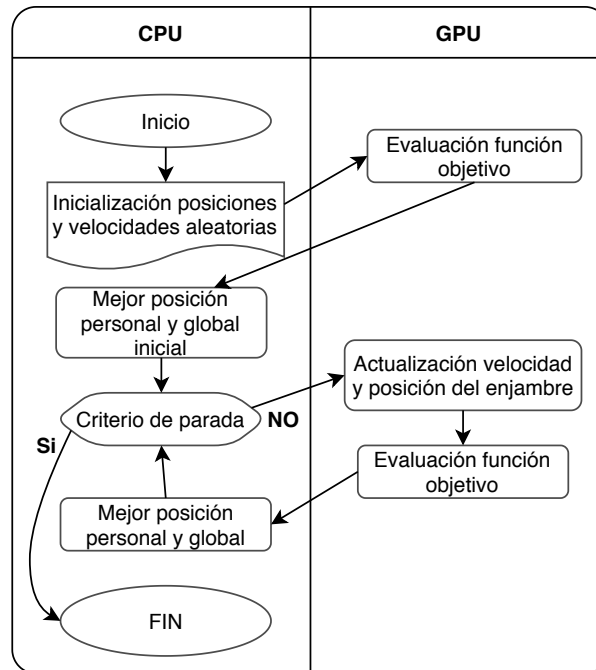 CPU
GPU
Inicio
Evaluación función
objetivo
Inicialización posiciones
y velocidades aleatorias
Mejor posición
personal y global
inicial
Actualización velocidad
y posición del enjambre
Criterio de parada
NO
Si
Evaluación función
objetivo
Mejor posición
personal y global
FIN